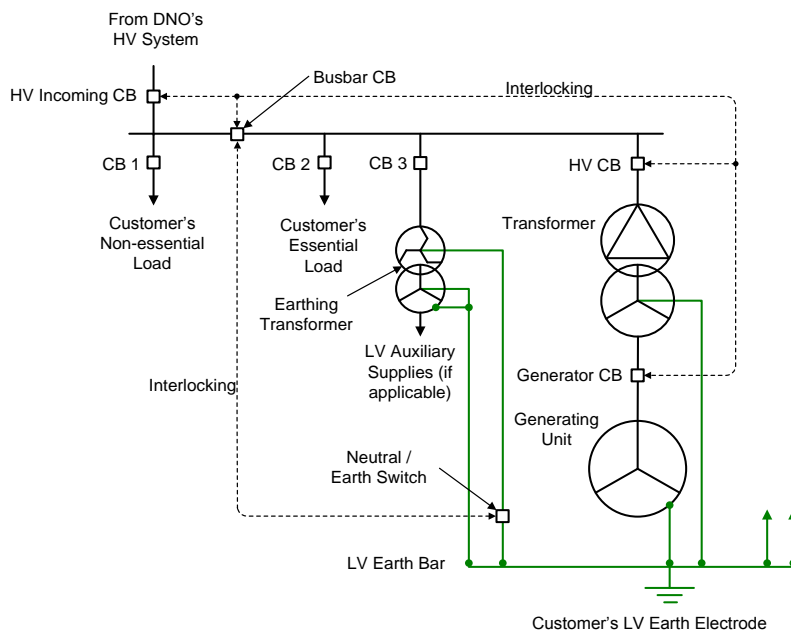 From DNO's
HV System
HV Incoming CB
Busbar CB
Interlocking
CB 1
CB 2
CB 3
HV CB
Customer's
Non-essential
Load
Customer's
Essential
Load
Transformer
Earthing
Transformer
LV Auxiliary
Supplies (if
applicable)
Interlocking
Generator CB
Generating
Unit
Neutral /
Earth Switch
LV Earth Bar
Customer's LV Earth Electrode